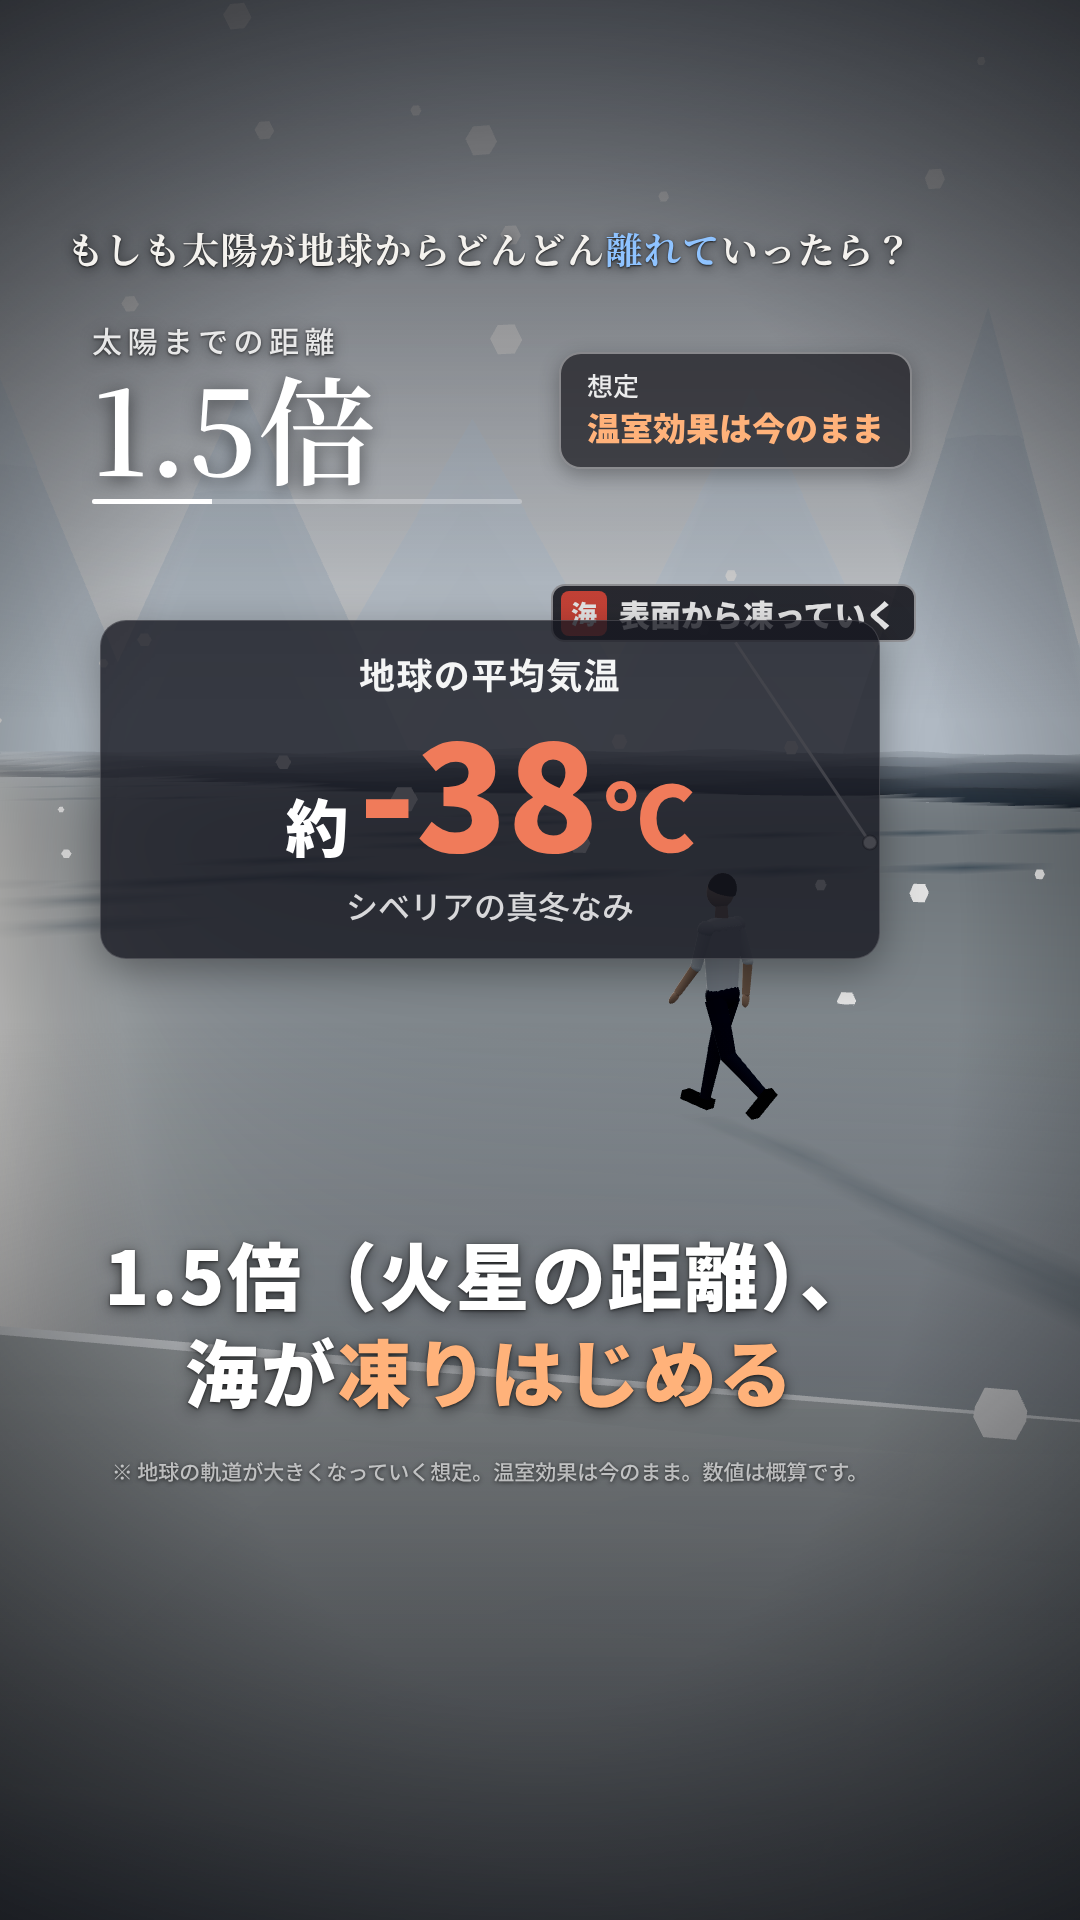 もしも太陽が地球からどんどん離れていったら？
太陽までの距離
1.5倍
想定
温室効果は今のまま
海 表面から凍っていく
地球の平均気温
約 -38℃
シベリアの真冬なみ
1.5倍（火星の距離）、
海が凍りはじめる
※ 地球の軌道が大きくなっていく想定。温室効果は今のまま。数値は概算です。